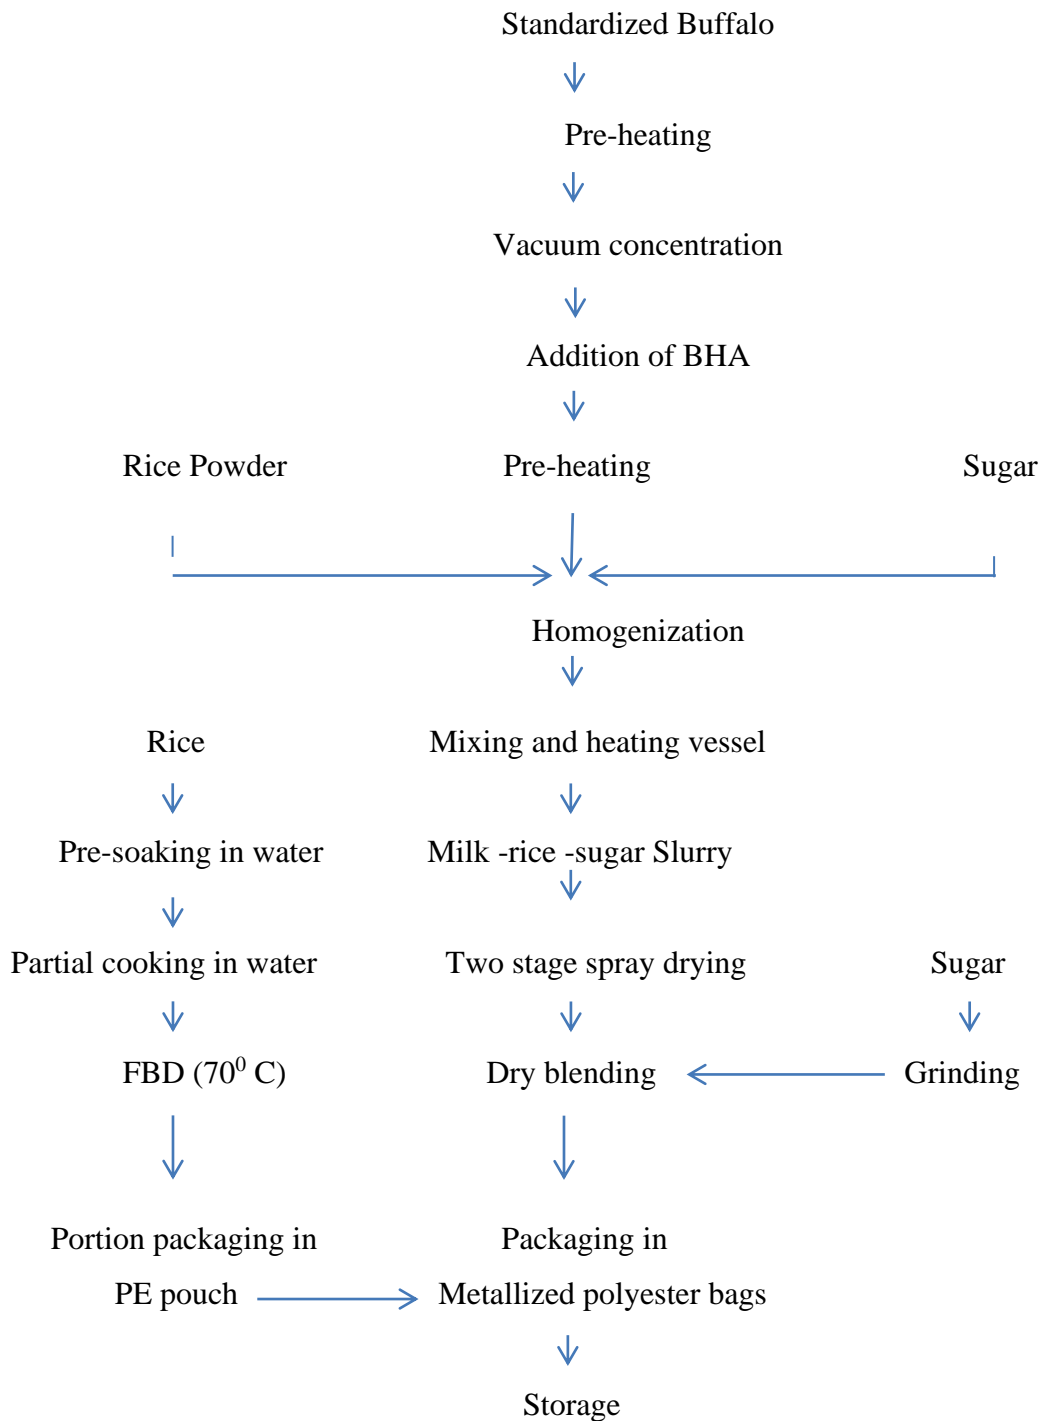 Standardized Buffalo
Pre-heating
Vacuum concentration
Addition of BHA
Rice Powder Pre-heating Sugar
Homogenization
Rice Mixing and heating vessel
Pre-soaking in water Milk -rice -sugar Slurry
Partial cooking in water Two stage spray drying Sugar
FBD (70⁰ C) Dry blending Grinding
Portion packaging in Packaging in
PE pouch Metallized polyester bags
Storage